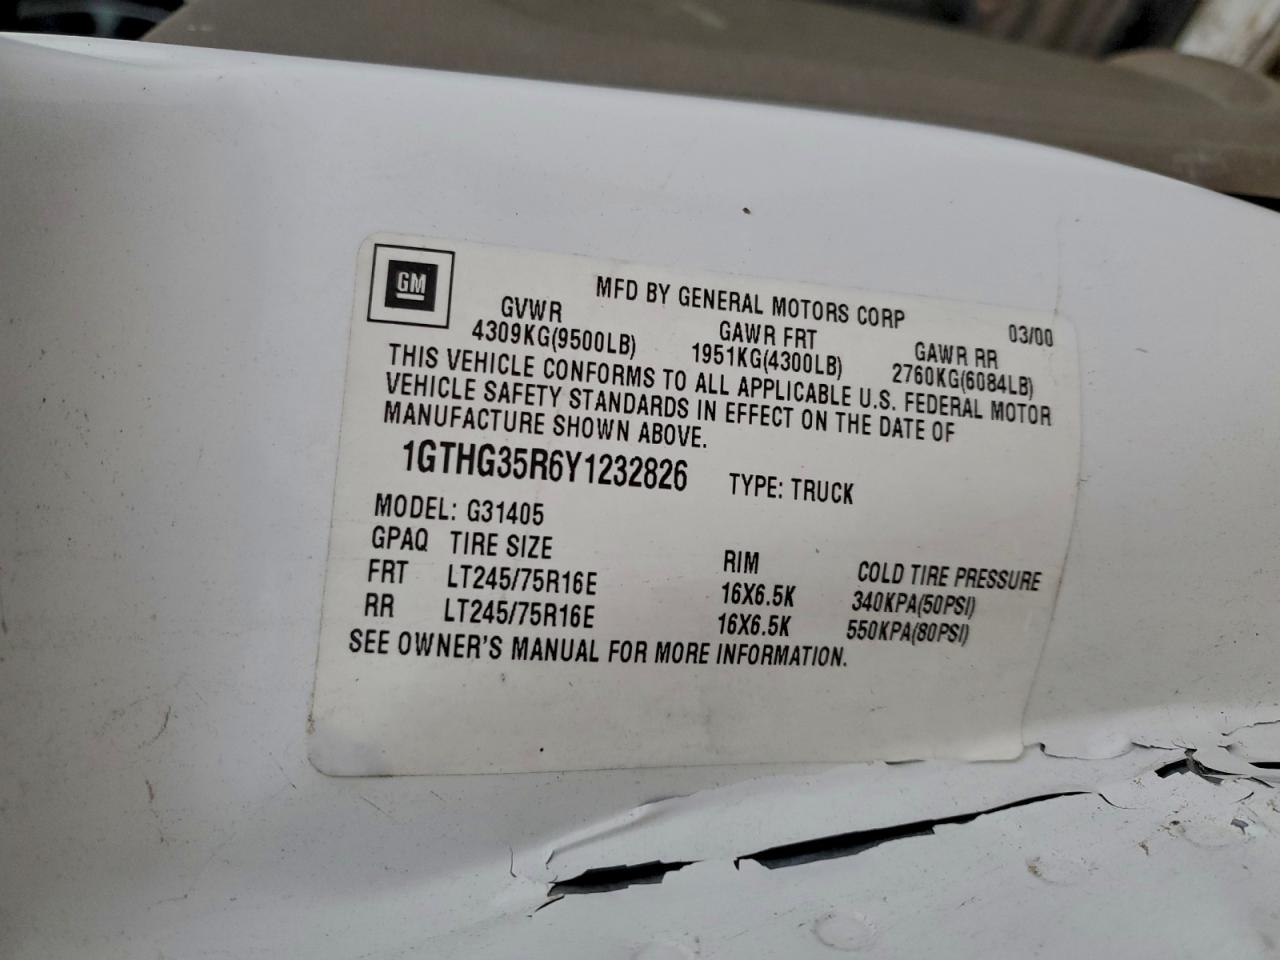 GM
MFD BY GENERAL MOTORS CORP 03/00
GVWR GAWR FRT GAWR RR
4309KG(9500LB) 1951KG(4300LB) 2760KG(6084LB)
THIS VEHICLE CONFORMS TO ALL APPLICABLE U.S. FEDERAL MOTOR
VEHICLE SAFETY STANDARDS IN EFFECT ON THE DATE OF
MANUFACTURE SHOWN ABOVE.
1GTHG35R6Y1232826 TYPE: TRUCK
MODEL: G31405
GPAQ TIRE SIZE RIM COLD TIRE PRESSURE
FRT LT245/75R16E 16X6.5K 340KPA(50PSI)
RR LT245/75R16E 16X6.5K 550KPA(80PSI)
SEE OWNER'S MANUAL FOR MORE INFORMATION.